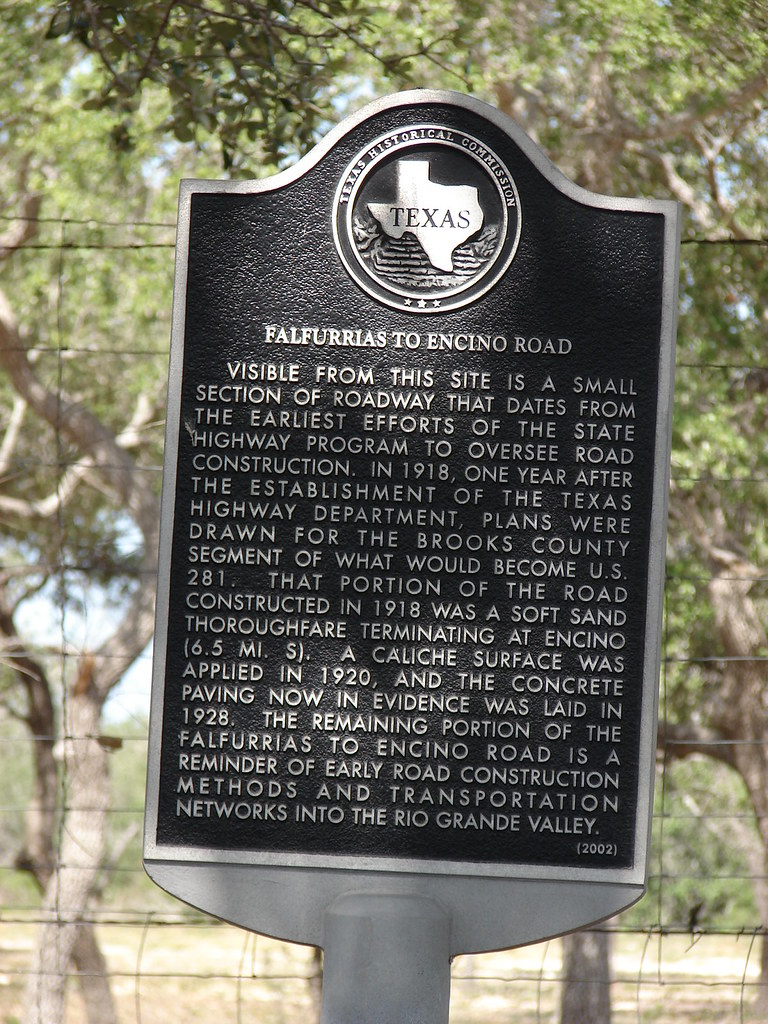 TEXAS HISTORICAL COMMISSION
TEXAS
FALFURRIAS TO ENCINO ROAD
VISIBLE FROM THIS SITE IS A SMALL
SECTION OF ROADWAY THAT DATES FROM
THE EARLIEST EFFORTS OF THE STATE
HIGHWAY PROGRAM TO OVERSEE ROAD
CONSTRUCTION. IN 1918, ONE YEAR AFTER
THE ESTABLISHMENT OF THE TEXAS
HIGHWAY DEPARTMENT, PLANS WERE
DRAWN FOR THE BROOKS COUNTY
SEGMENT OF WHAT WOULD BECOME U.S.
281. THAT PORTION OF THE ROAD
CONSTRUCTED IN 1918 WAS A SOFT SAND
THOROUGHFARE TERMINATING AT ENCINO
(6.5 MI. S). A CALICHE SURFACE WAS
APPLIED IN 1920, AND THE CONCRETE
PAVING NOW IN EVIDENCE WAS LAID IN
1928. THE REMAINING PORTION OF THE
FALFURRIAS TO ENCINO ROAD IS A
REMINDER OF EARLY ROAD CONSTRUCTION
METHODS AND TRANSPORTATION
NETWORKS INTO THE RIO GRANDE VALLEY.
(2002)